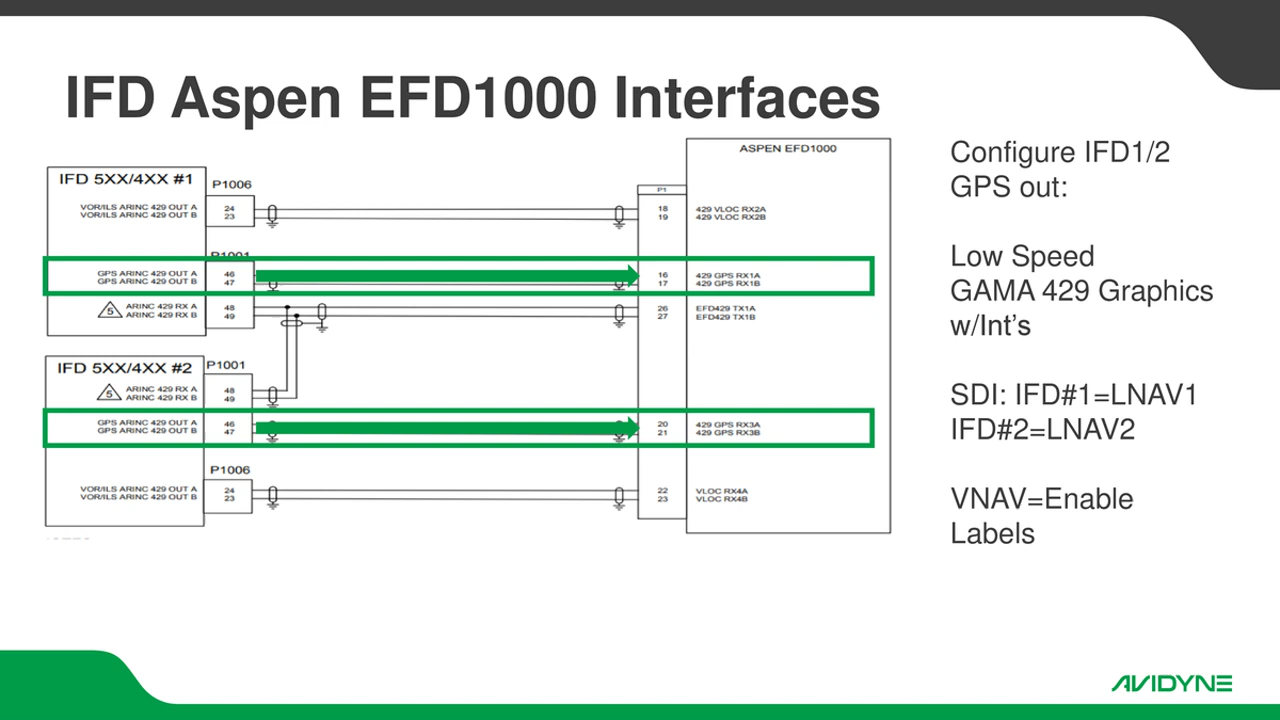 IFD Aspen EFD1000 Interfaces
ASPEN EFD1000
IFD 5XX/4XX #1
P1006
P1
VOR/ILS ARINC 429 OUT A 24 18 429 VLOC RX2A
VOR/ILS ARINC 429 OUT B 23 19 429 VLOC RX2B
P1001
GPS ARINC 429 OUT A 46 16 429 GPS RX1A
GPS ARINC 429 OUT B 47 17 429 GPS RX1B
5 ARINC 429 RX A 48 26 EFD429 TX1A
ARINC 429 RX B 49 27 EFD429 TX1B
IFD 5XX/4XX #2
P1001
5 ARINC 429 RX A 48
ARINC 429 RX B 49
GPS ARINC 429 OUT A 46 20 429 GPS RX3A
GPS ARINC 429 OUT B 47 21 429 GPS RX3B
P1006
VOR/ILS ARINC 429 OUT A 24 22 VLOC RX4A
VOR/ILS ARINC 429 OUT B 23 23 VLOC RX4B
Configure IFD1/2
GPS out:
Low Speed
GAMA 429 Graphics
w/Int's
SDI: IFD#1=LNAV1
IFD#2=LNAV2
VNAV=Enable
Labels
AVIDYNE